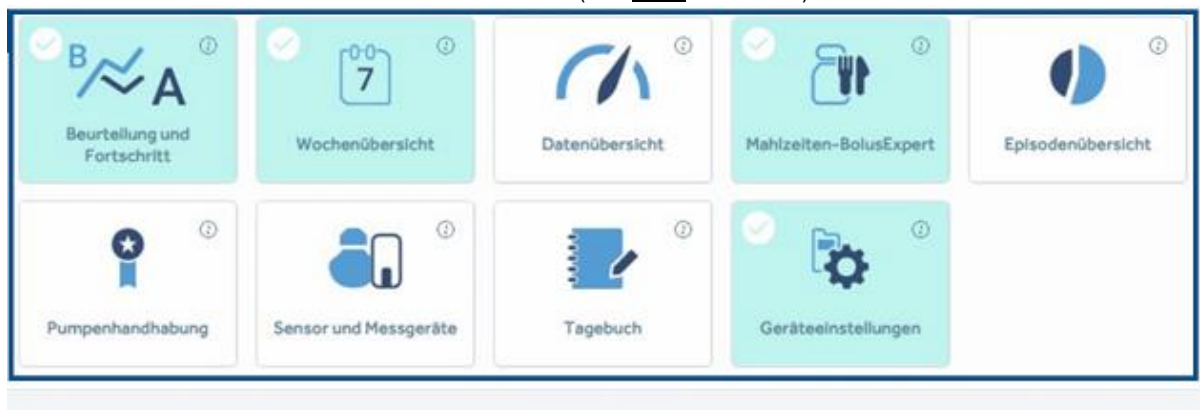 B A
Beurteilung und
Fortschritt
7
Wochenübersicht
Datenübersicht
Mahlzeiten-BolusExpert
Episodenübersicht
Pumpenhandhabung
Sensor und Messgeräte
Tagebuch
Geräteeinstellungen